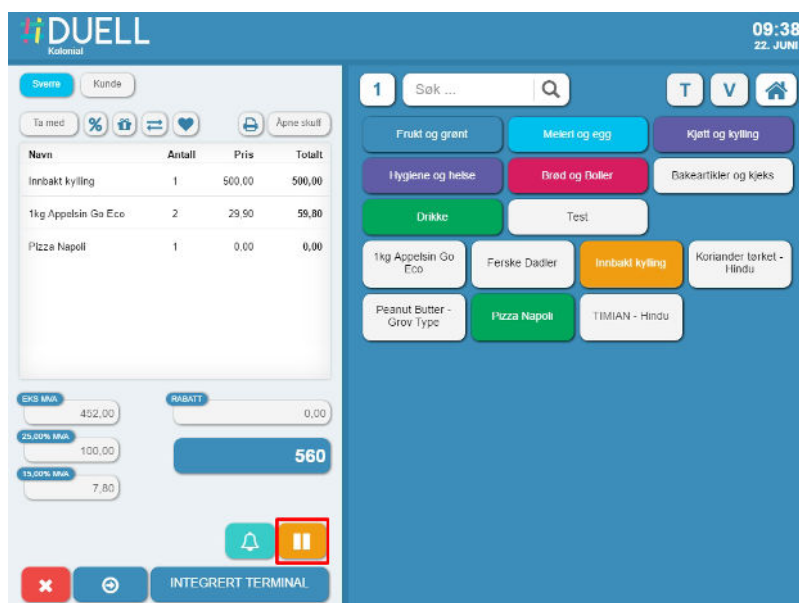 DUELL
Kolonial
09:38
22. JUNI
Sverre Kunde
Ta med Åpne skuff
Navn Antall Pris Totalt
Innbakt kylling 1 500,00 500,00
1kg Appelsin Go Eco 2 29,90 59,80
Pizza Napoli 1 0,00 0,00
EKS MVA
452,00
RABATT
0,00
25,00% MVA
100,00
560
15,00% MVA
7,80
INTEGRERT TERMINAL
1 Søk ... T V
Frukt og grønt Meieri og egg Kjøtt og kylling
Hygiene og helse Brød og Boller Bakeartikler og kjeks
Drikke Test
1kg Appelsin Go
Eco
Ferske Dadler
Innbakt kylling
Koriander tørket -
Hindu
Peanut Butter -
Grov Type
Pizza Napoli
TIMIAN - Hindu